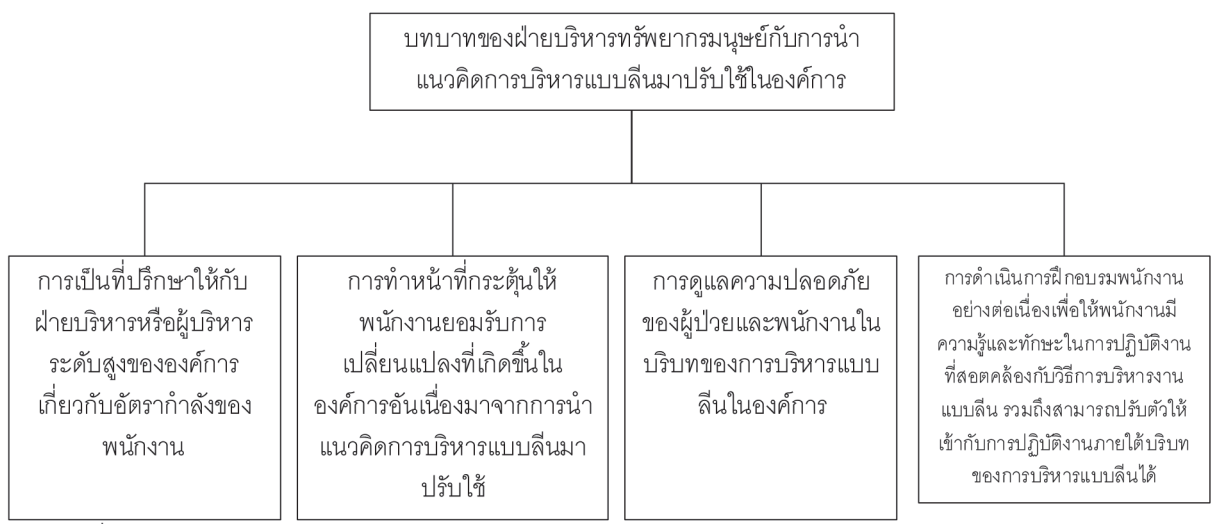 บทบาทของฝ่ายบริหารทรัพยากรมนุษย์กับการนำ
แนวคิดการบริหารแบบลีนมาปรับใช้ในองค์การ
การเป็นที่ปรึกษาให้กับ
ฝ่ายบริหารหรือผู้บริหาร
ระดับสูงขององค์การ
เกี่ยวกับอัตรากำลังของ
พนักงาน
การทำหน้าที่กระตุ้นให้
พนักงานยอมรับการ
เปลี่ยนแปลงที่เกิดขึ้นใน
องค์การอันเนื่องมาจากการนำ
แนวคิดการบริหารแบบลีนมา
ปรับใช้
การดูแลความปลอดภัย
ของผู้ป่วยและพนักงานใน
บริบทของการบริหารแบบ
ลีนในองค์การ
การดำเนินการฝึกอบรมพนักงาน
อย่างต่อเนื่องเพื่อให้พนักงานมี
ความรู้และทักษะในการปฏิบัติงาน
ที่สอตคล้องกับวิธีการบริหารงาน
แบบลีน รวมถึงสามารถปรับตัวให้
เข้ากับการปฏิบัติงานภายใต้บริบท
ของการบริหารแบบลีนได้